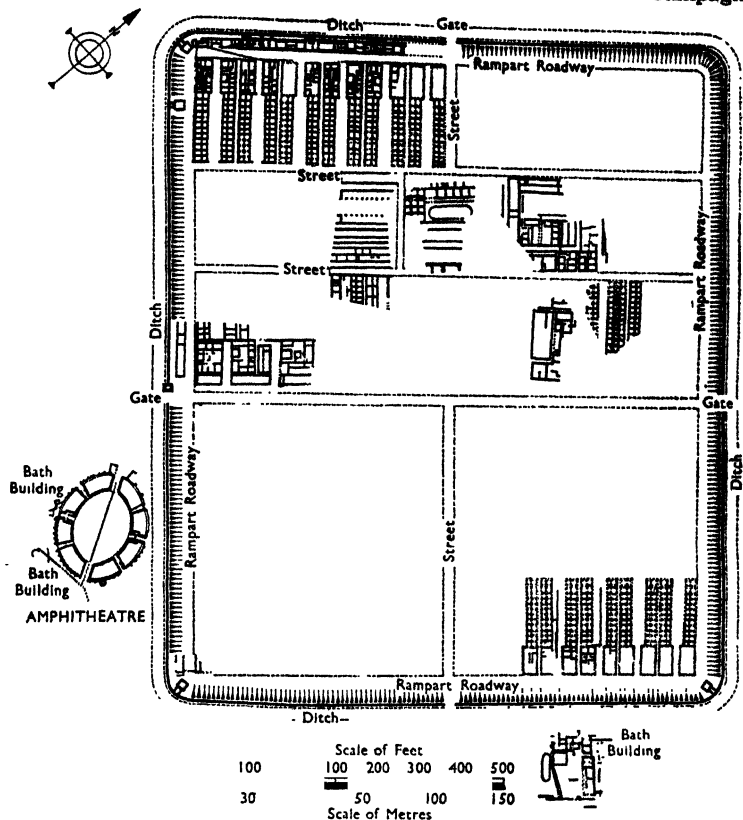 Ditch
Gate
Rampart Roadway
Street
Street
Rampart Roadway
Street
Ditch
Gate
Gate
Bath
Building
Rampart Roadway
Street
Ditch
Bath
Building
AMPHITHEATRE
Rampart Roadway
Ditch
Bath
Building
Scale of Feet
100 100 200 300 400 500
30 50 100 150
Scale of Metres